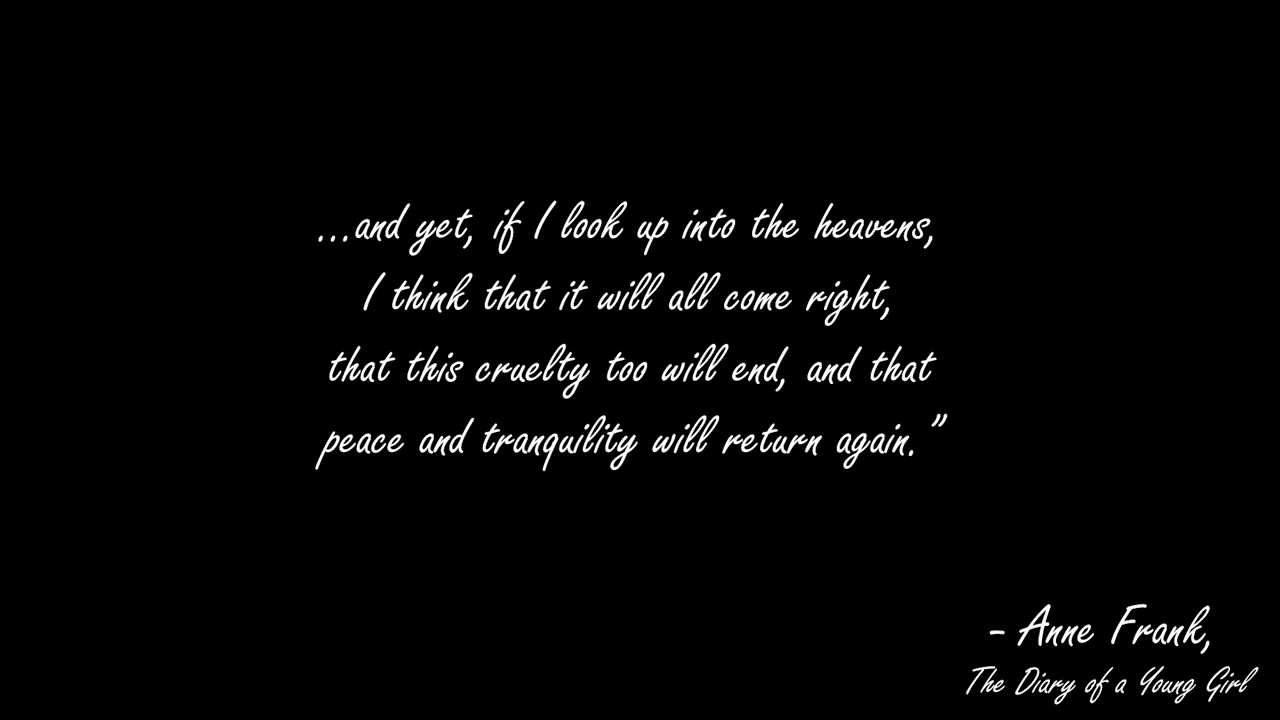 ...and yet, if I look up into the heavens,
I think that it will all come right,
that this cruelty too will end, and that
peace and tranquility will return again.”
- Anne Frank,
The Diary of a Young Girl